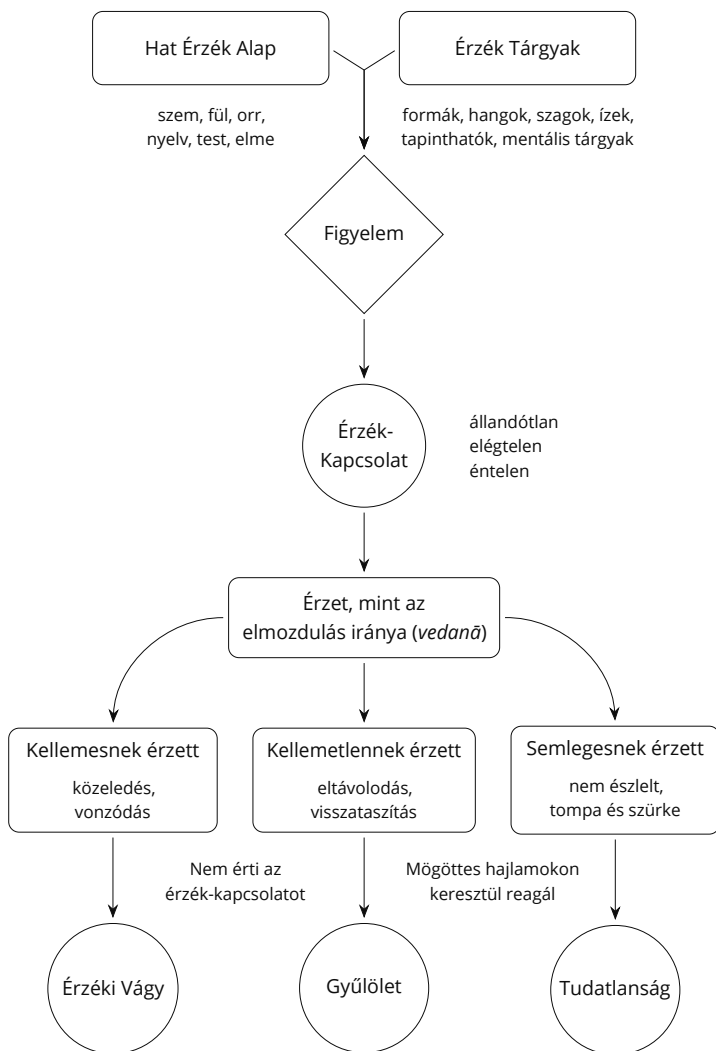 Hat Érzék Alap
Érzék Tárgyak
szem, fül, orr,
nyelv, test, elme
formák, hangok, szagok, ízek,
tapinthatók, mentális tárgyak
Figyelem
Érzék-
Kapcsolat
állandótlan
elégtelen
éntelen
Érzet, mint az
elmozdulás iránya (vedanā)
Kellemesnek érzett
közeledés,
vonzódás
Kellemetlennek érzett
eltávolodás,
visszataszítás
Semlegesnek érzett
nem észlelt,
tompa és szürke
Nem érti az
érzék-kapcsolatot
Mögöttes hajlamokon
keresztül reagál
Érzéki Vágy
Gyűlölet
Tudatlanság